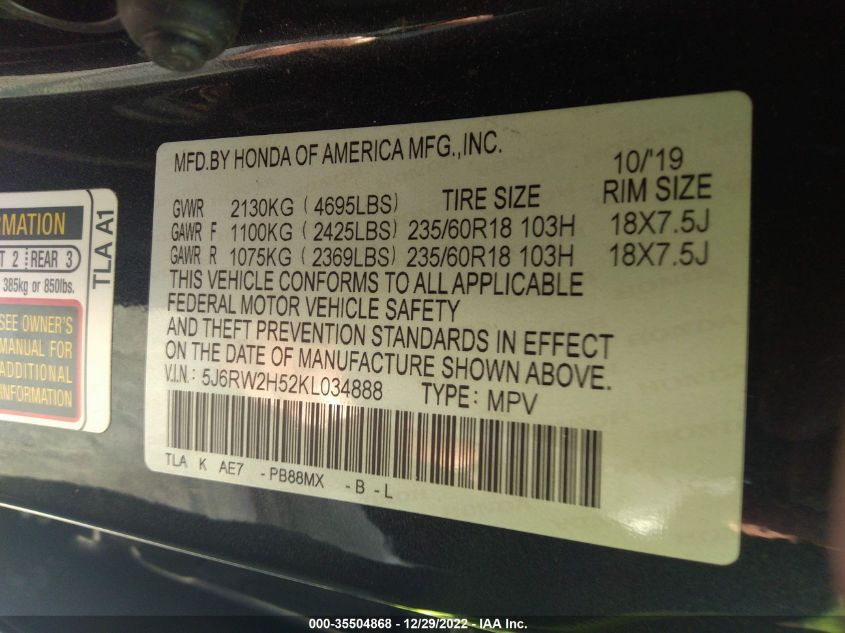 MFD.BY HONDA OF AMERICA MFG.,INC.
10/'19
GVWR 2130KG ( 4695LBS) TIRE SIZE RIM SIZE
GAWR F 1100KG ( 2425LBS) 235/60R18 103H 18X7.5J
GAWR R 1075KG ( 2369LBS) 235/60R18 103H 18X7.5J
THIS VEHICLE CONFORMS TO ALL APPLICABLE
FEDERAL MOTOR VEHICLE SAFETY
AND THEFT PREVENTION STANDARDS IN EFFECT
ON THE DATE OF MANUFACTURE SHOWN ABOVE.
V.I.N.: 5J6RW2H52KL034888 TYPE: MPV
TLA K AE7 -PB88MX -B -L
RMATION
T 2 REAR 3
385kg or 850lbs.
SEE OWNER'S
MANUAL FOR
ADDITIONAL
INFORMATION
TLA A1
000-35504868 - 12/29/2022 - IAA Inc.